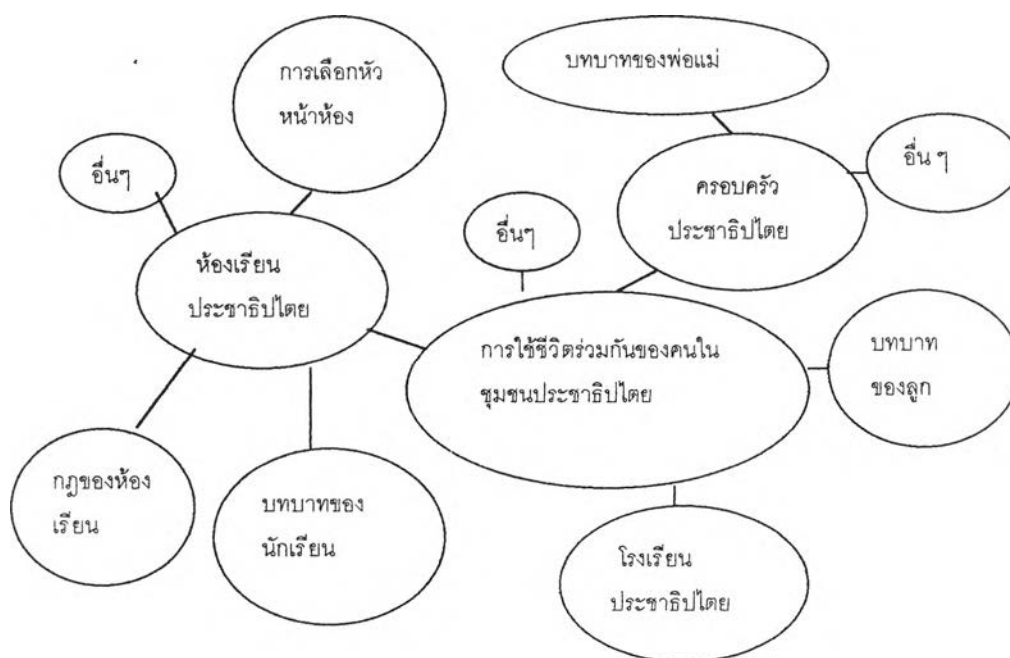 บทบาทของพ่อแม่
การเลือกหัว
หน้าห้อง
อื่นๆ
อื่น ๆ
ครอบครัว
ประชาธิปไตย
อื่นๆ
ห้องเรียน
ประชาธิปไตย
การใช้ชีวิตร่วมกันของคนใน
ชุมชนประชาธิปไตย
บทบาท
ของลูก
กฎของห้อง
เรียน
บทบาทของ
นักเรียน
โรงเรียน
ประชาธิปไตย